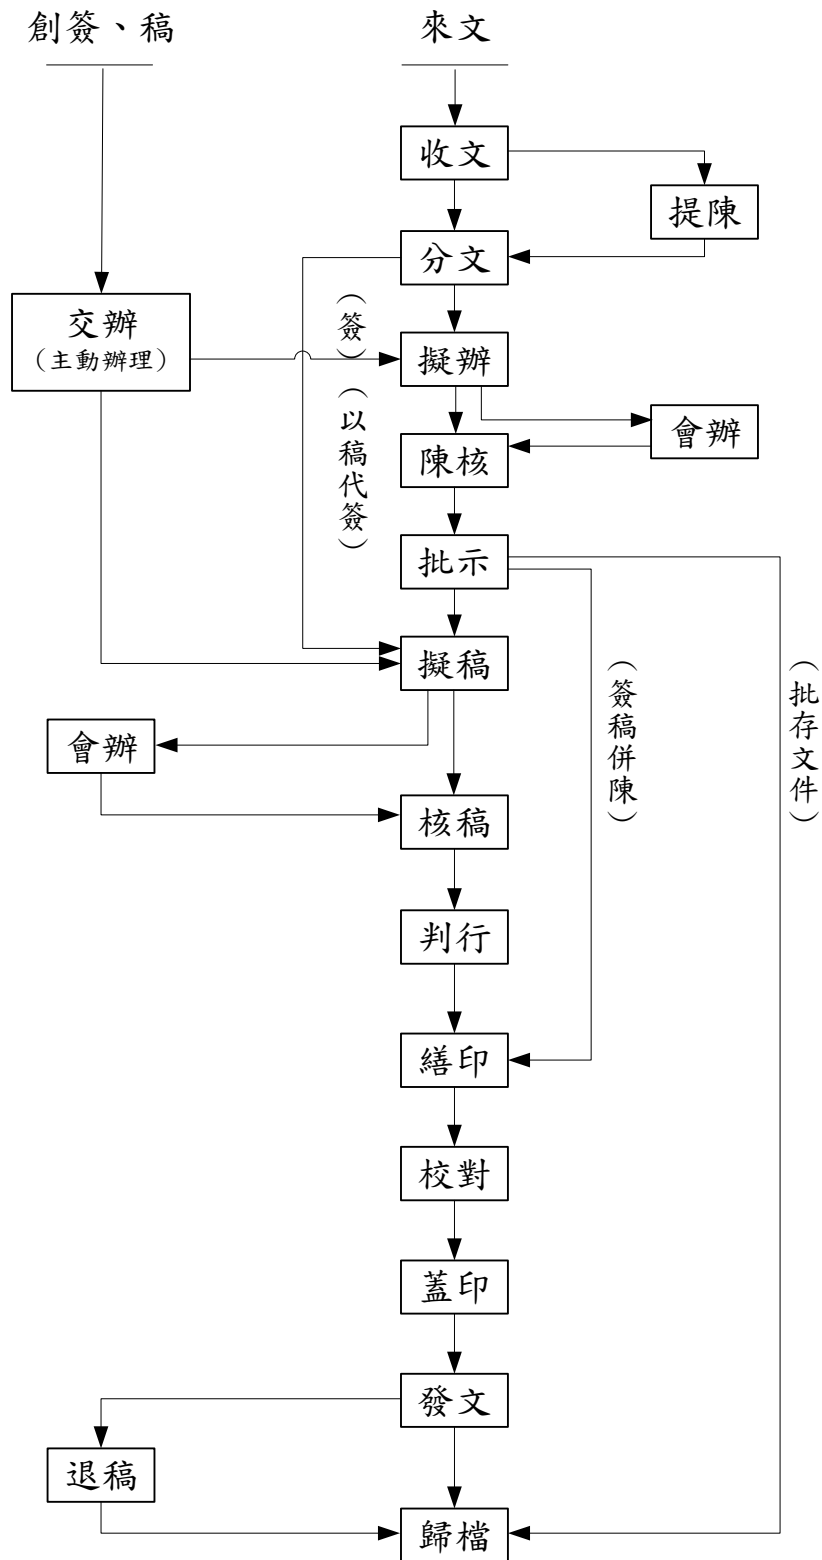 創簽、稿
來文
收文
提陳
分文
交辦
（主動辦理）
（簽）
擬辦
（以稿代簽）
會辦
陳核
批示
擬稿
（簽稿併陳）
（批存文件）
會辦
核稿
判行
繕印
校對
蓋印
發文
退稿
歸檔